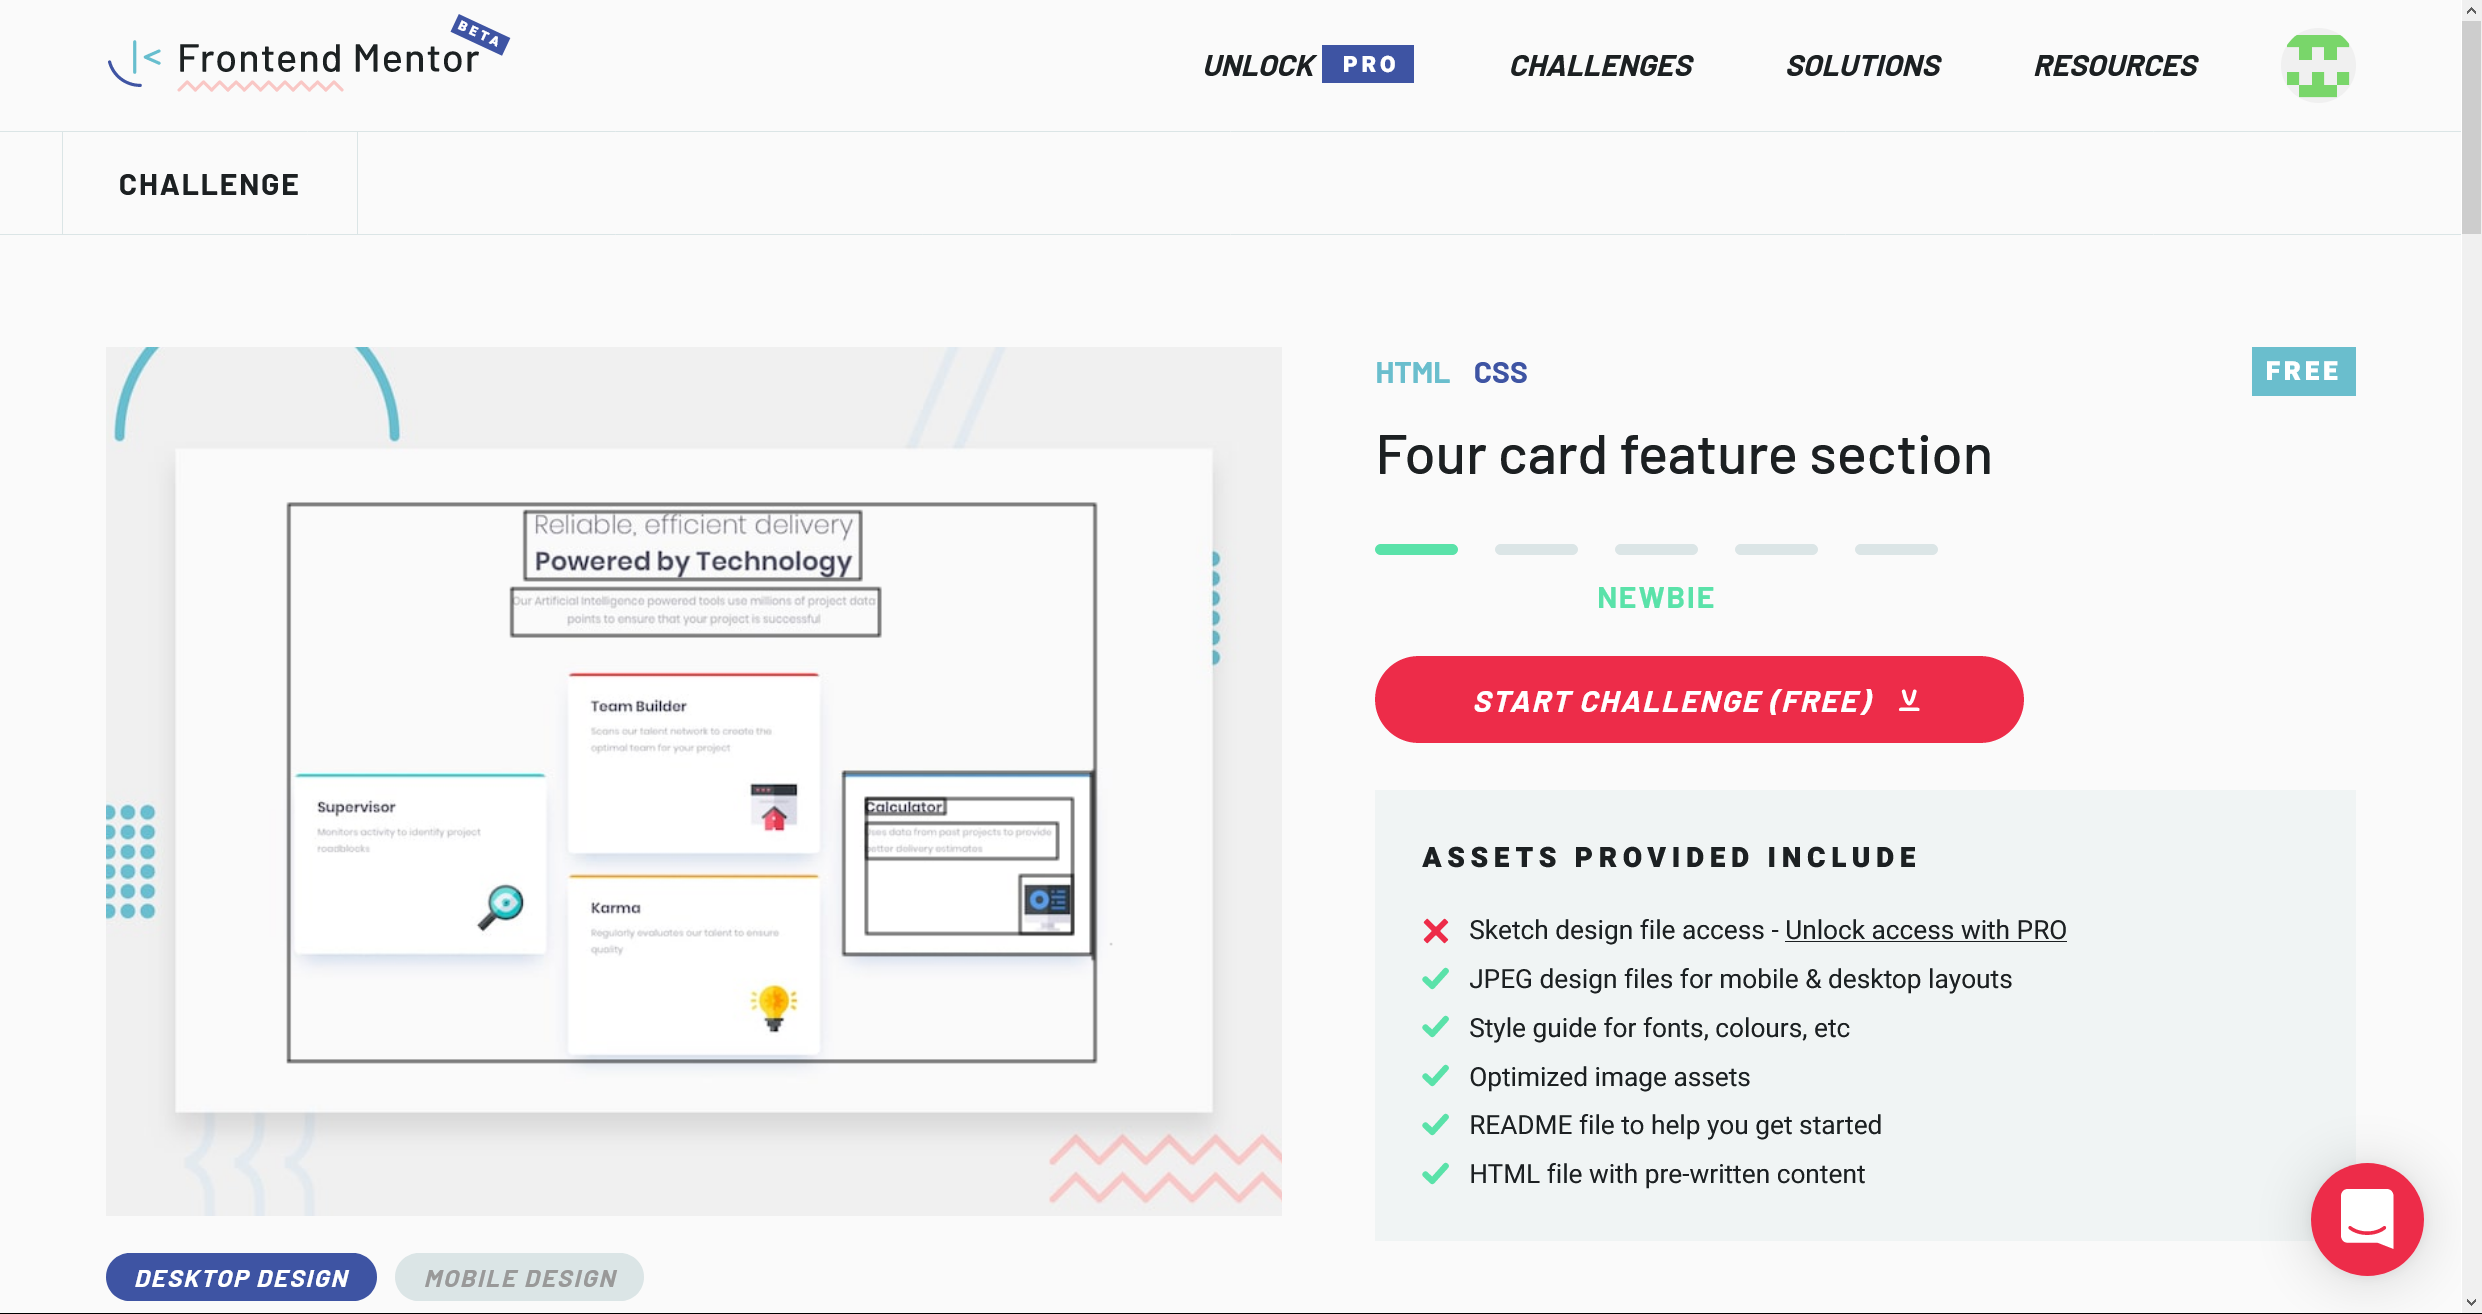 Frontend Mentor
BETA
UNLOCK PRO
CHALLENGES
SOLUTIONS
RESOURCES
CHALLENGE
Reliable, efficient delivery
Powered by Technology
Our Artificial Intelligence powered tools use millions of project data
points to ensure that your project is successful
Team Builder
Scans our talent network to create the
optimal team for your project
Supervisor
Monitors activity to identify project
roadblocks
Karma
Regularly evaluates our talent to ensure
quality
Calculator
Uses data from past projects to provide
better delivery estimates
DESKTOP DESIGN
MOBILE DESIGN
HTML CSS
FREE
Four card feature section
NEWBIE
START CHALLENGE (FREE)
ASSETS PROVIDED INCLUDE
Sketch design file access - Unlock access with PRO
JPEG design files for mobile & desktop layouts
Style guide for fonts, colours, etc
Optimized image assets
README file to help you get started
HTML file with pre-written content